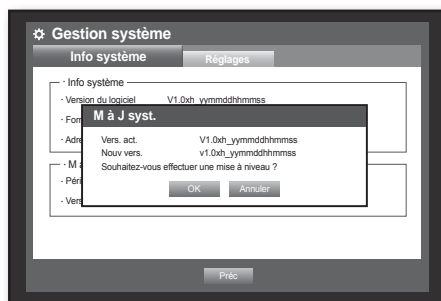 Gestion système
Info système Réglages
· Info système
· Version du logiciel V1.0xh_yymmddhhmmss
M à J syst.
Vers. act. V1.0xh_yymmddhhmmss
Nouv vers. v1.0xh_yymmddhhmmss
Souhaitez-vous effectuer une mise à niveau ?
OK Annuler
Préc